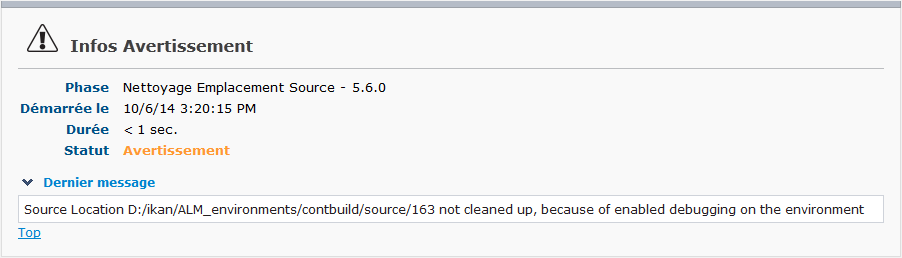 Infos Avertissement
Phase Nettoyage Emplacement Source - 5.6.0
Démarrée le 10/6/14 3:20:15 PM
Durée < 1 sec.
Statut Avertissement
Dernier message
Source Location D:/ikan/ALM_environments/contbuild/source/163 not cleaned up, because of enabled debugging on the environment
Top